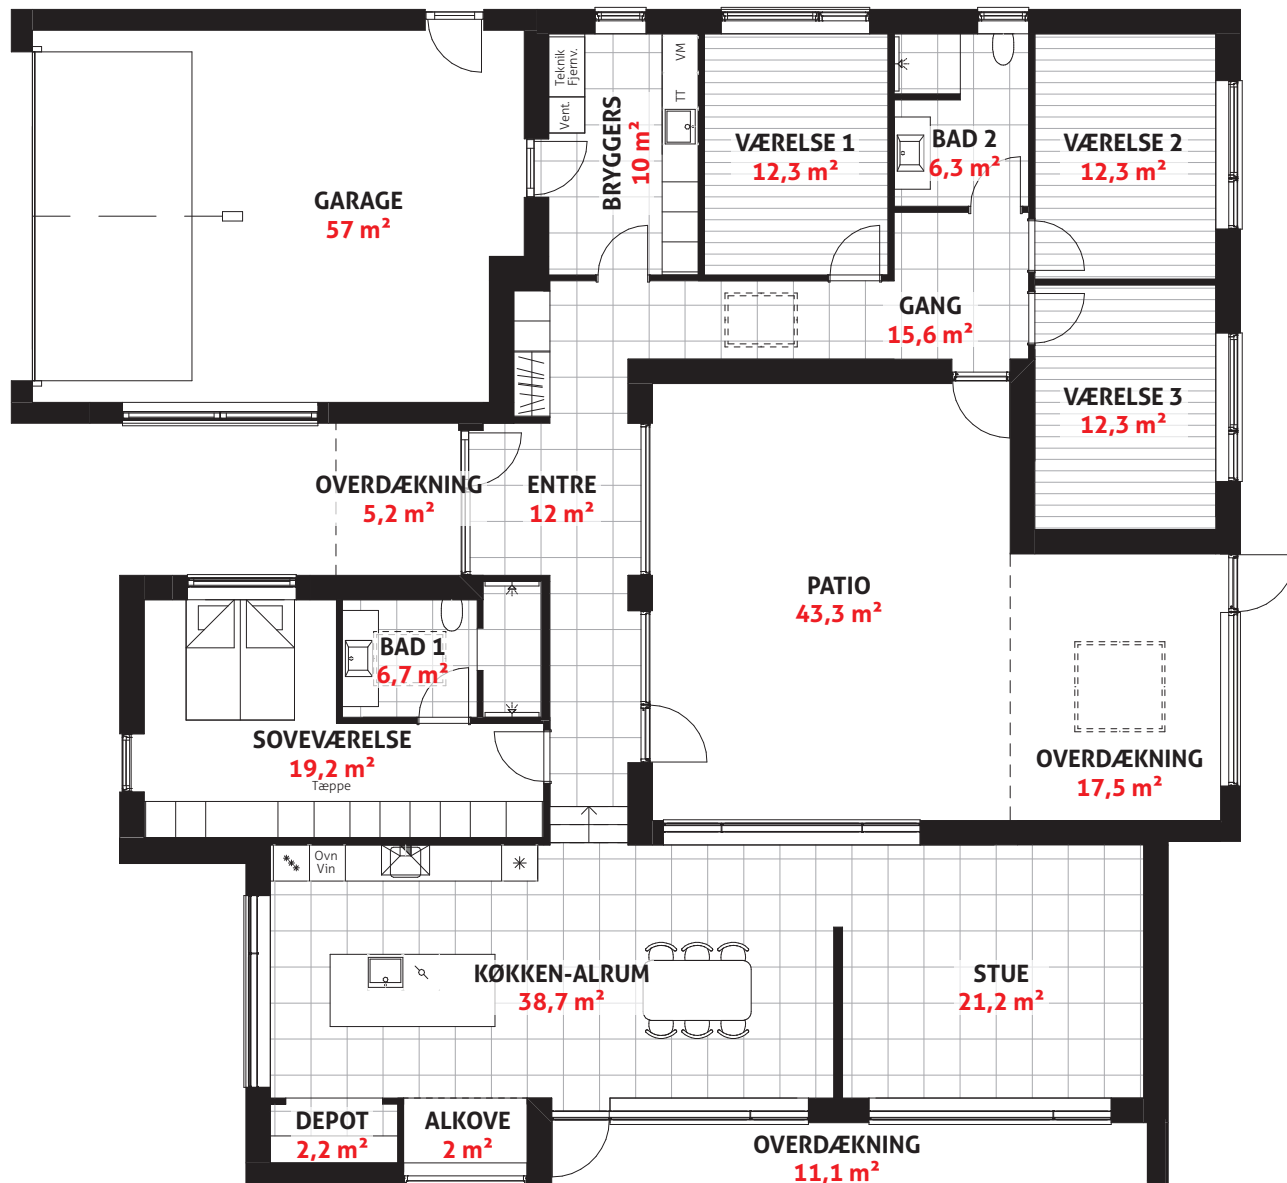 Teknik
Fjernv.
Vent.
VM
TT
BRYGGERS
10 m²
VÆRELSE 1
12,3 m²
BAD 2
6,3 m²
VÆRELSE 2
12,3 m²
GARAGE
57 m²
GANG
15,6 m²
VÆRELSE 3
12,3 m²
OVERDÆKNING
5,2 m²
ENTRE
12 m²
PATIO
43,3 m²
BAD 1
6,7 m²
SOVEVÆRELSE
19,2 m²
Tæppe
OVERDÆKNING
17,5 m²
Ovn
Vin
KØKKEN-ALRUM
38,7 m²
STUE
21,2 m²
DEPOT
2,2 m²
ALKOVE
2 m²
OVERDÆKNING
11,1 m²